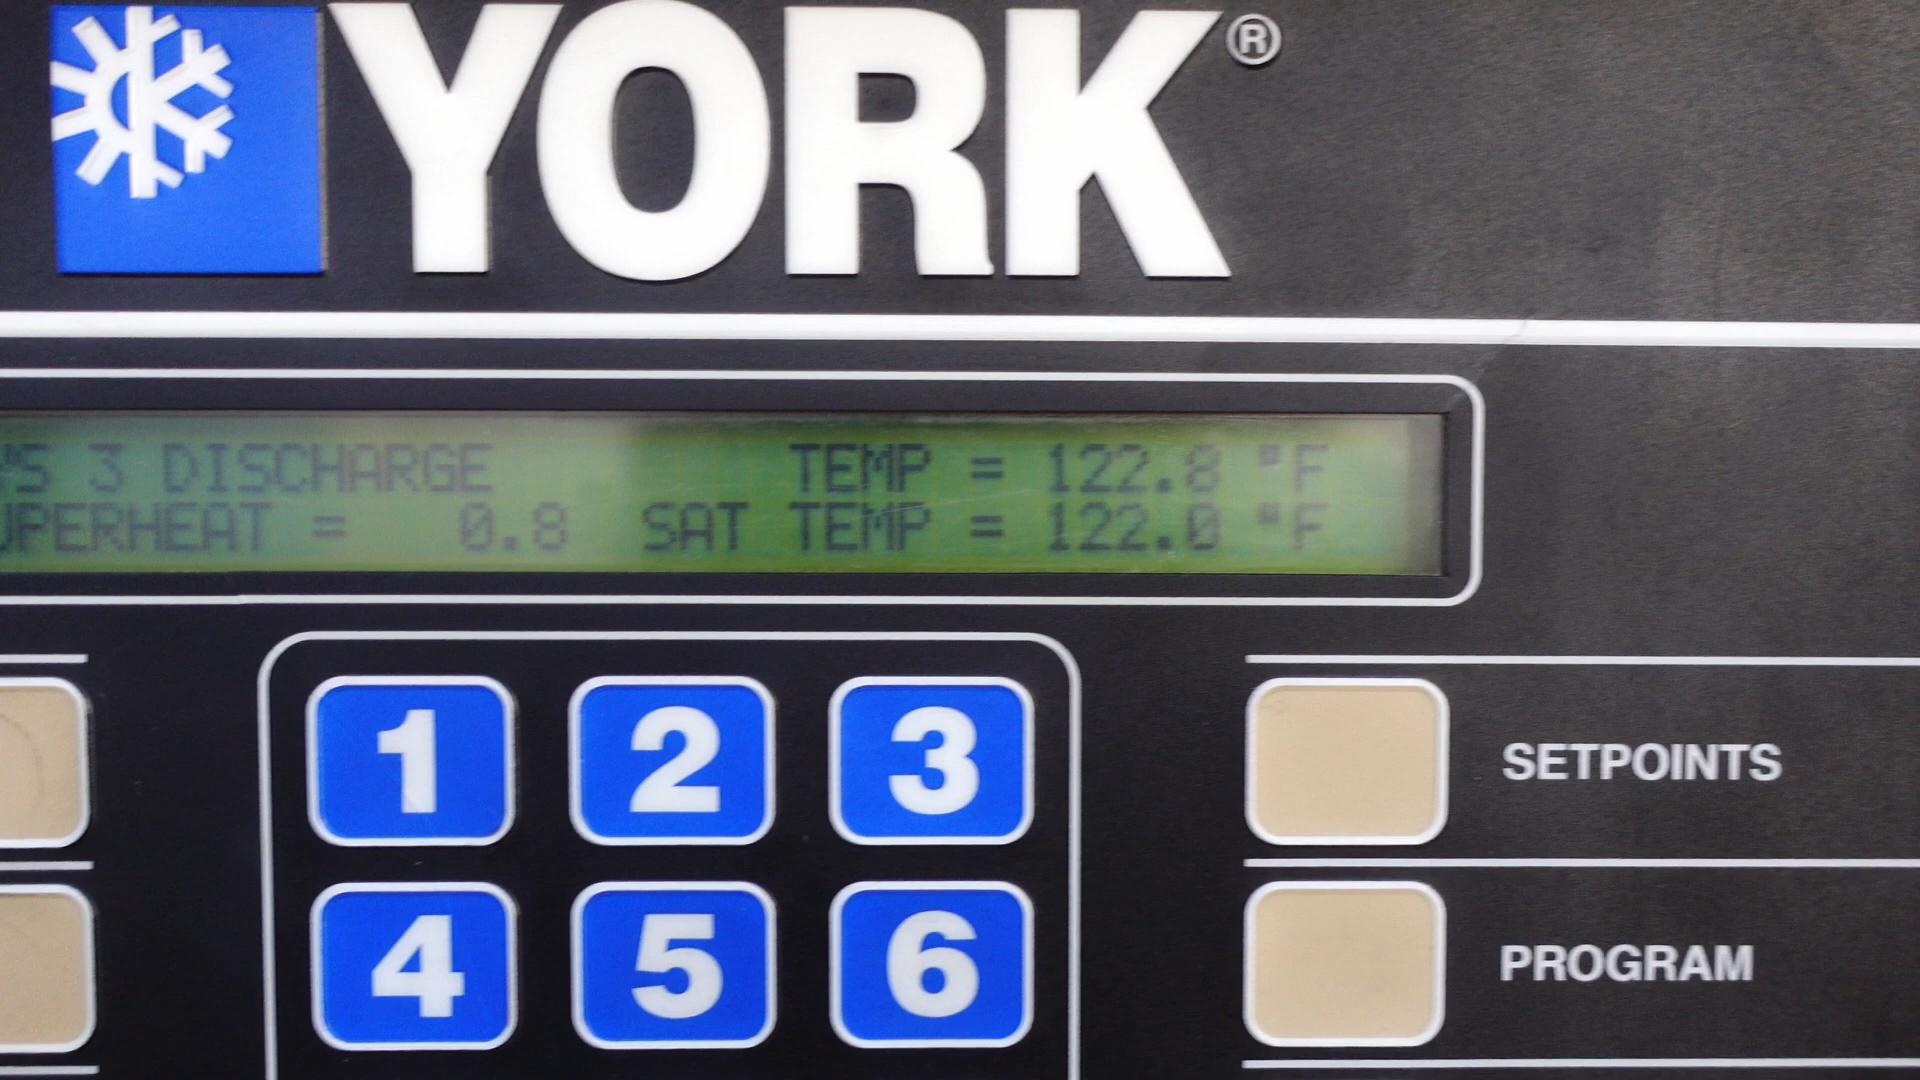 YORK®
YS 3 DISCHARGE TEMP = 122.8 °F
UPERHEAT = 0.8 SAT TEMP = 122.0 °F
1 2 3 SETPOINTS
4 5 6 PROGRAM